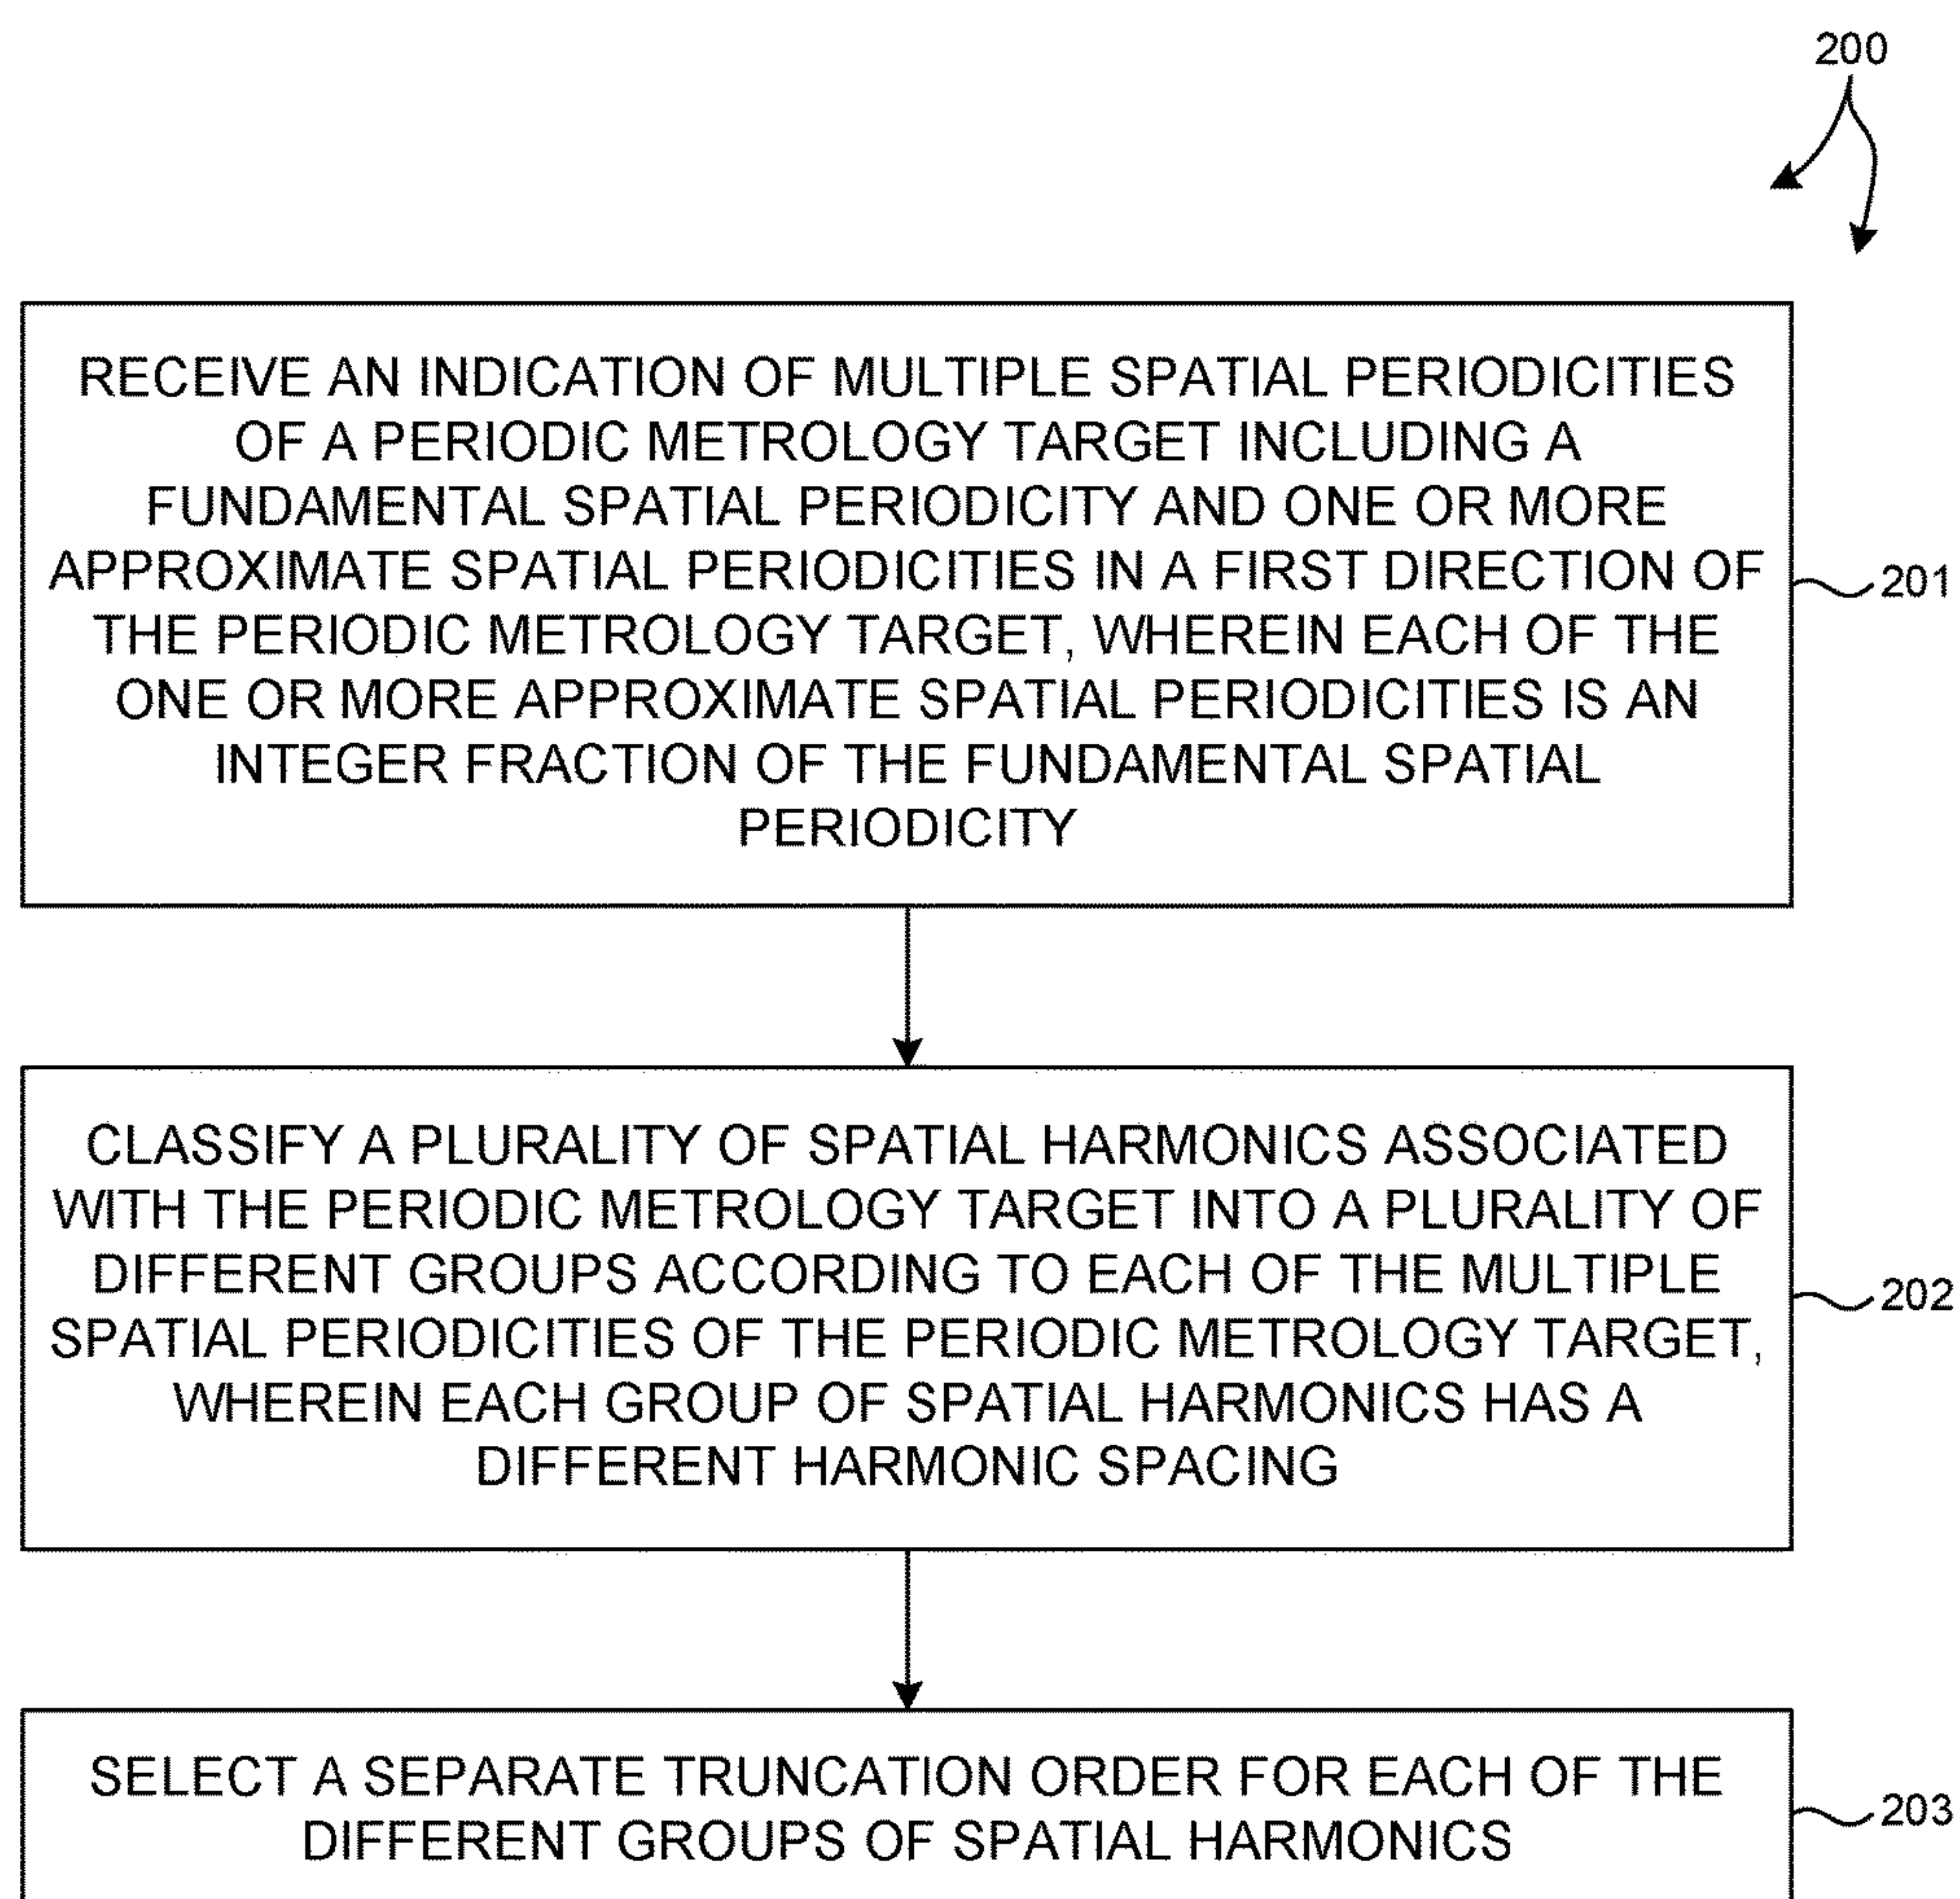 200
RECEIVE AN INDICATION OF MULTIPLE SPATIAL PERIODICITIES
OF A PERIODIC METROLOGY TARGET INCLUDING A
FUNDAMENTAL SPATIAL PERIODICITY AND ONE OR MORE
APPROXIMATE SPATIAL PERIODICITIES IN A FIRST DIRECTION OF
THE PERIODIC METROLOGY TARGET, WHEREIN EACH OF THE
ONE OR MORE APPROXIMATE SPATIAL PERIODICITIES IS AN
INTEGER FRACTION OF THE FUNDAMENTAL SPATIAL
PERIODICITY
201
CLASSIFY A PLURALITY OF SPATIAL HARMONICS ASSOCIATED
WITH THE PERIODIC METROLOGY TARGET INTO A PLURALITY OF
DIFFERENT GROUPS ACCORDING TO EACH OF THE MULTIPLE
SPATIAL PERIODICITIES OF THE PERIODIC METROLOGY TARGET,
WHEREIN EACH GROUP OF SPATIAL HARMONICS HAS A
DIFFERENT HARMONIC SPACING
202
SELECT A SEPARATE TRUNCATION ORDER FOR EACH OF THE
DIFFERENT GROUPS OF SPATIAL HARMONICS
203